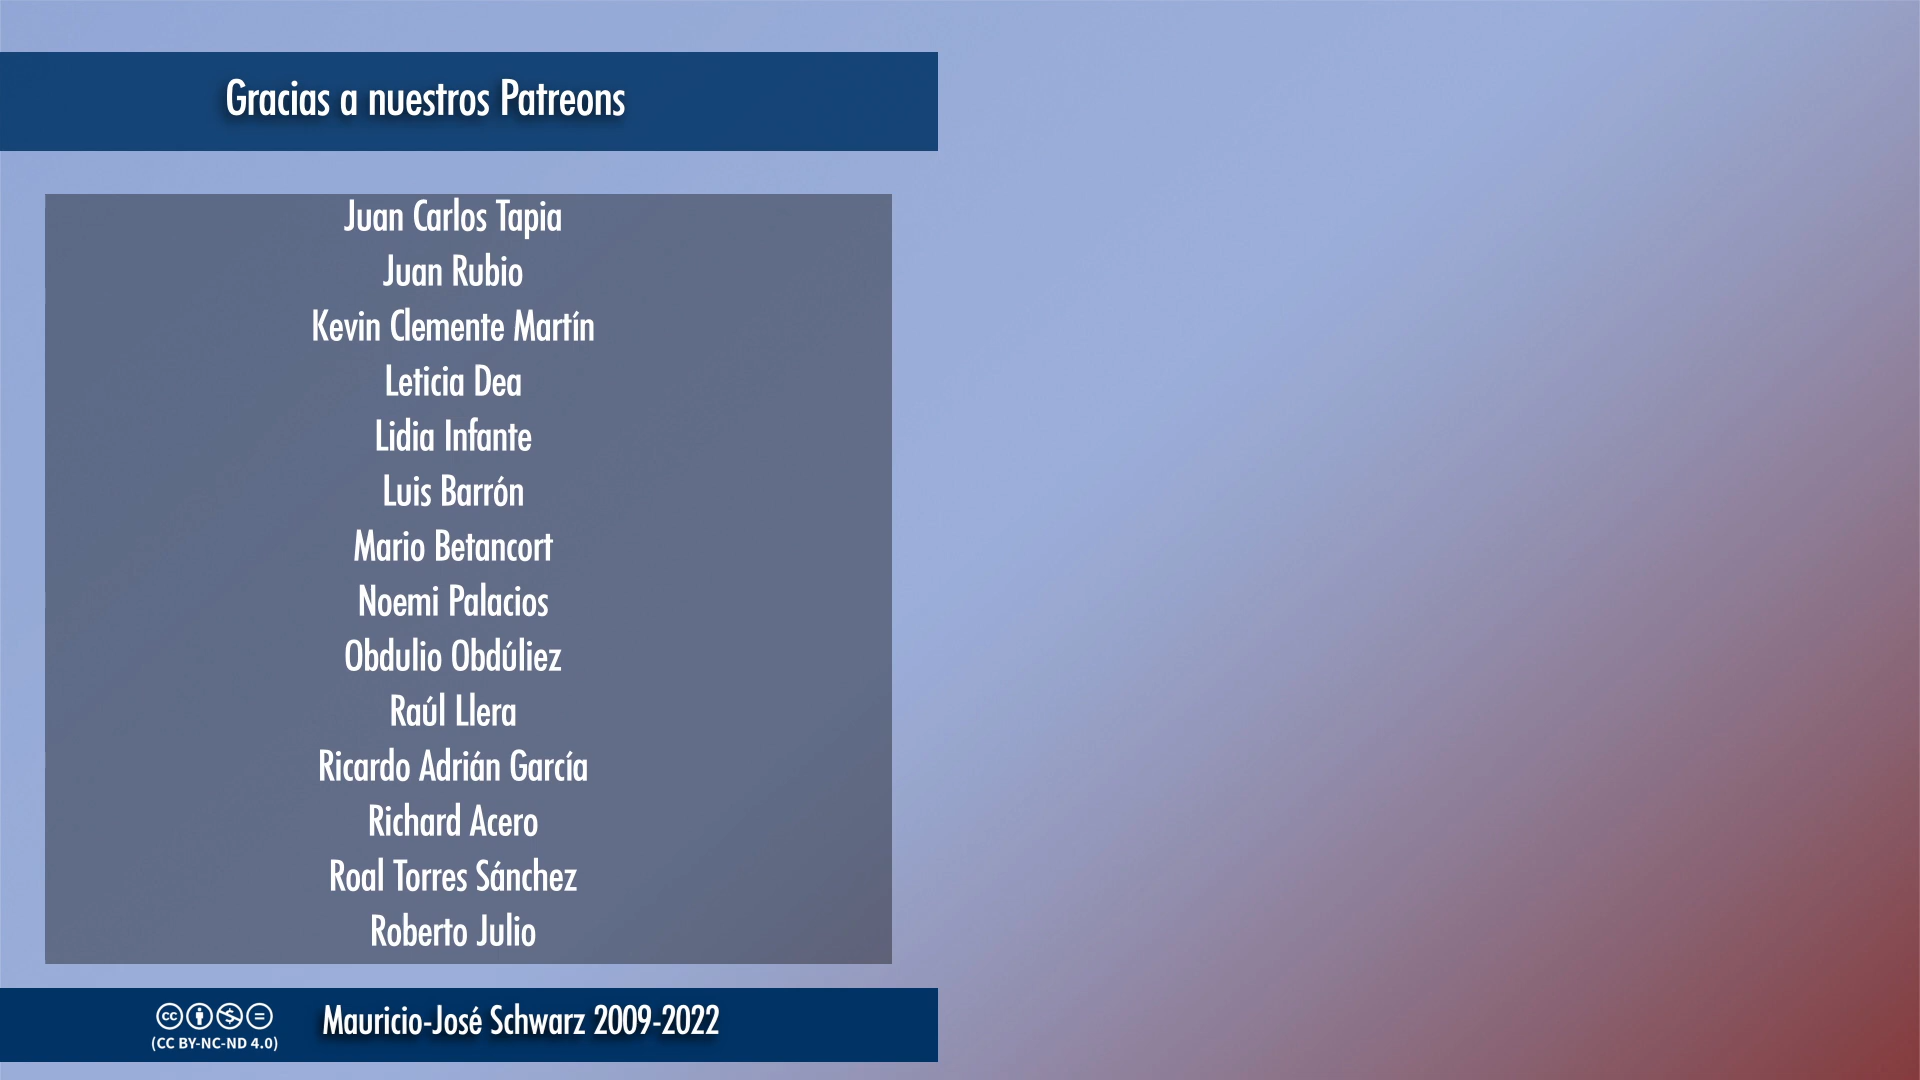 Gracias a nuestros Patreons
Juan Carlos Tapia
Juan Rubio
Kevin Clemente Martín
Leticia Dea
Lidia Infante
Luis Barrón
Mario Betancort
Noemi Palacios
Obdulio Obdúliez
Raúl Llera
Ricardo Adrián García
Richard Acero
Roal Torres Sánchez
Roberto Julio
cc $ =
(CC BY-NC-ND 4.0)
Mauricio-José Schwarz 2009-2022